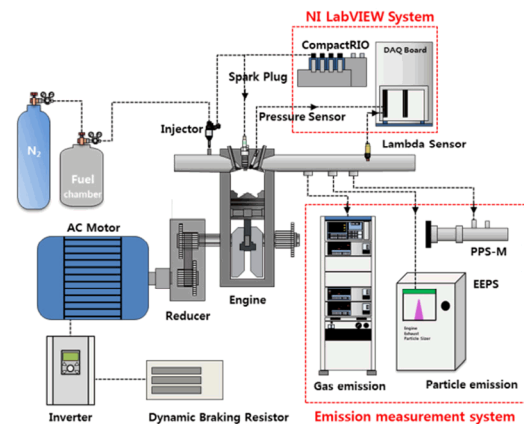 NI LabVIEW System
CompactRIO
DAQ Board
Spark Plug
Injector
Pressure Sensor
Lambda Sensor
N₂
Fuel
chamber
AC Motor
PPS-M
Reducer
Engine
EEPS
Engine
Exhaust
Particle Sizer
Gas emission
Particle emission
Inverter
Dynamic Braking Resistor
Emission measurement system